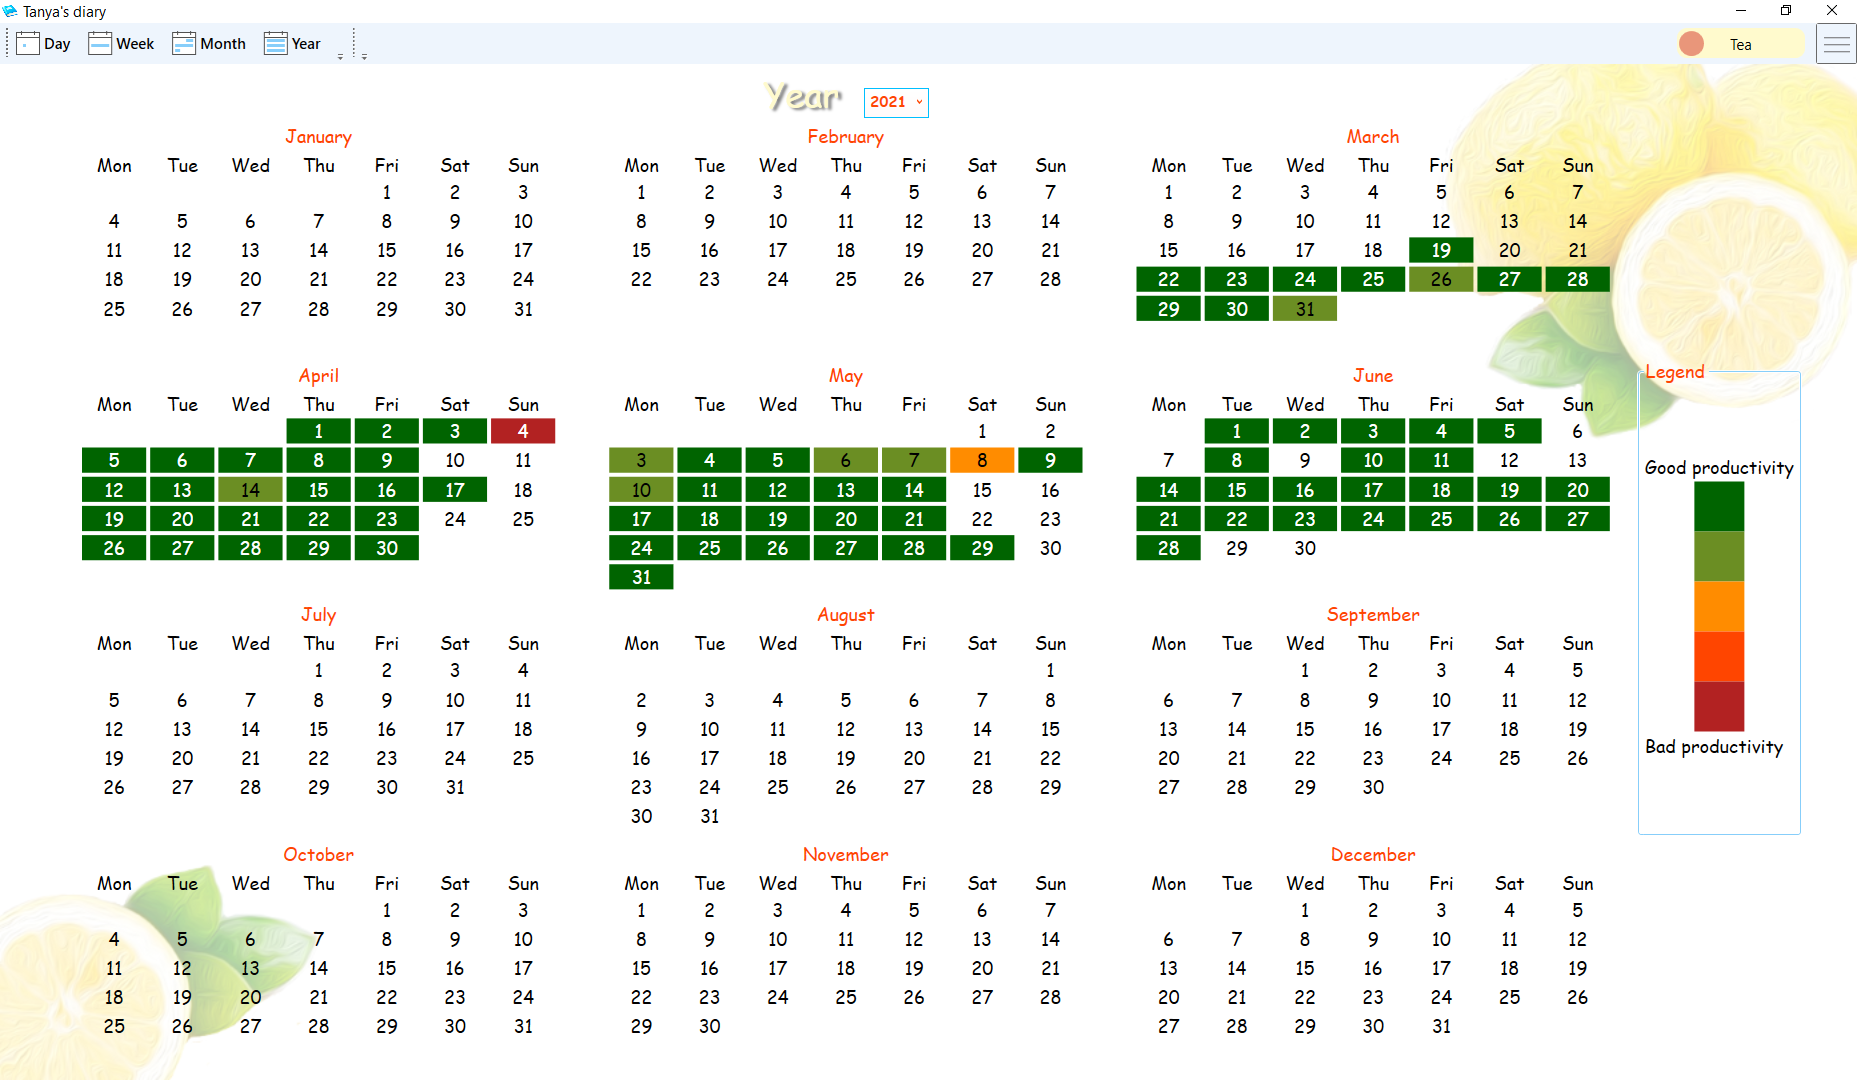 Tanya's diary
Day Week Month Year Tea
Year 2021
January February March
Mon Tue Wed Thu Fri Sat Sun Mon Tue Wed Thu Fri Sat Sun Mon Tue Wed Thu Fri Sat Sun
1 2 3 1 2 3 4 5 6 7 1 2 3 4 5 6 7
4 5 6 7 8 9 10 8 9 10 11 12 13 14 8 9 10 11 12 13 14
11 12 13 14 15 16 17 15 16 17 18 19 20 21 15 16 17 18 19 20 21
18 19 20 21 22 23 24 22 23 24 25 26 27 28 22 23 24 25 26 27 28
25 26 27 28 29 30 31 29 30 31
April May June
Mon Tue Wed Thu Fri Sat Sun Mon Tue Wed Thu Fri Sat Sun Mon Tue Wed Thu Fri Sat Sun
1 2 3 4 1 2 1 2 3 4 5 6
5 6 7 8 9 10 11 3 4 5 6 7 8 9 7 8 9 10 11 12 13
12 13 14 15 16 17 18 10 11 12 13 14 15 16 14 15 16 17 18 19 20
19 20 21 22 23 24 25 17 18 19 20 21 22 23 21 22 23 24 25 26 27
26 27 28 29 30 24 25 26 27 28 29 30 28 29 30
31
July August September
Mon Tue Wed Thu Fri Sat Sun Mon Tue Wed Thu Fri Sat Sun Mon Tue Wed Thu Fri Sat Sun
1 2 3 4 1 1 2 3 4 5
5 6 7 8 9 10 11 2 3 4 5 6 7 8 6 7 8 9 10 11 12
12 13 14 15 16 17 18 9 10 11 12 13 14 15 13 14 15 16 17 18 19
19 20 21 22 23 24 25 16 17 18 19 20 21 22 20 21 22 23 24 25 26
26 27 28 29 30 31 23 24 25 26 27 28 29 27 28 29 30
30 31
October November December
Mon Tue Wed Thu Fri Sat Sun Mon Tue Wed Thu Fri Sat Sun Mon Tue Wed Thu Fri Sat Sun
1 2 3 1 2 3 4 5 6 7 1 2 3 4 5
4 5 6 7 8 9 10 8 9 10 11 12 13 14 6 7 8 9 10 11 12
11 12 13 14 15 16 17 15 16 17 18 19 20 21 13 14 15 16 17 18 19
18 19 20 21 22 23 24 22 23 24 25 26 27 28 20 21 22 23 24 25 26
25 26 27 28 29 30 31 29 30 27 28 29 30 31
Legend
Good productivity
Bad productivity